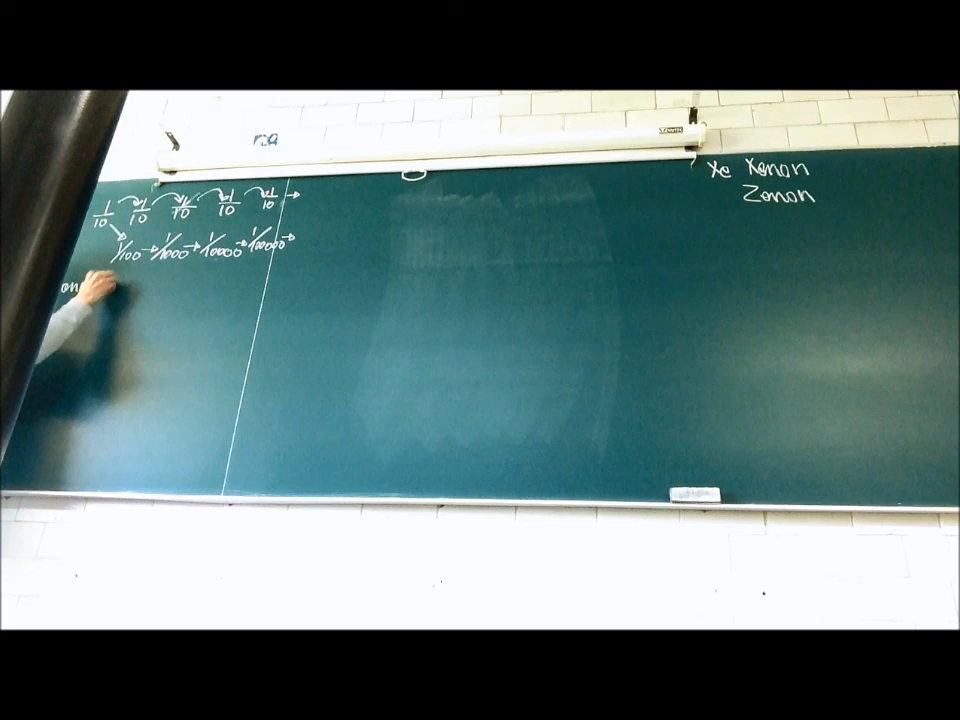 1/10 1/10 1/10 1/10 1/10 →
1/100 → 1/1000 → 1/10000 → 1/100000 →
on
Xe Xenon
Zenon